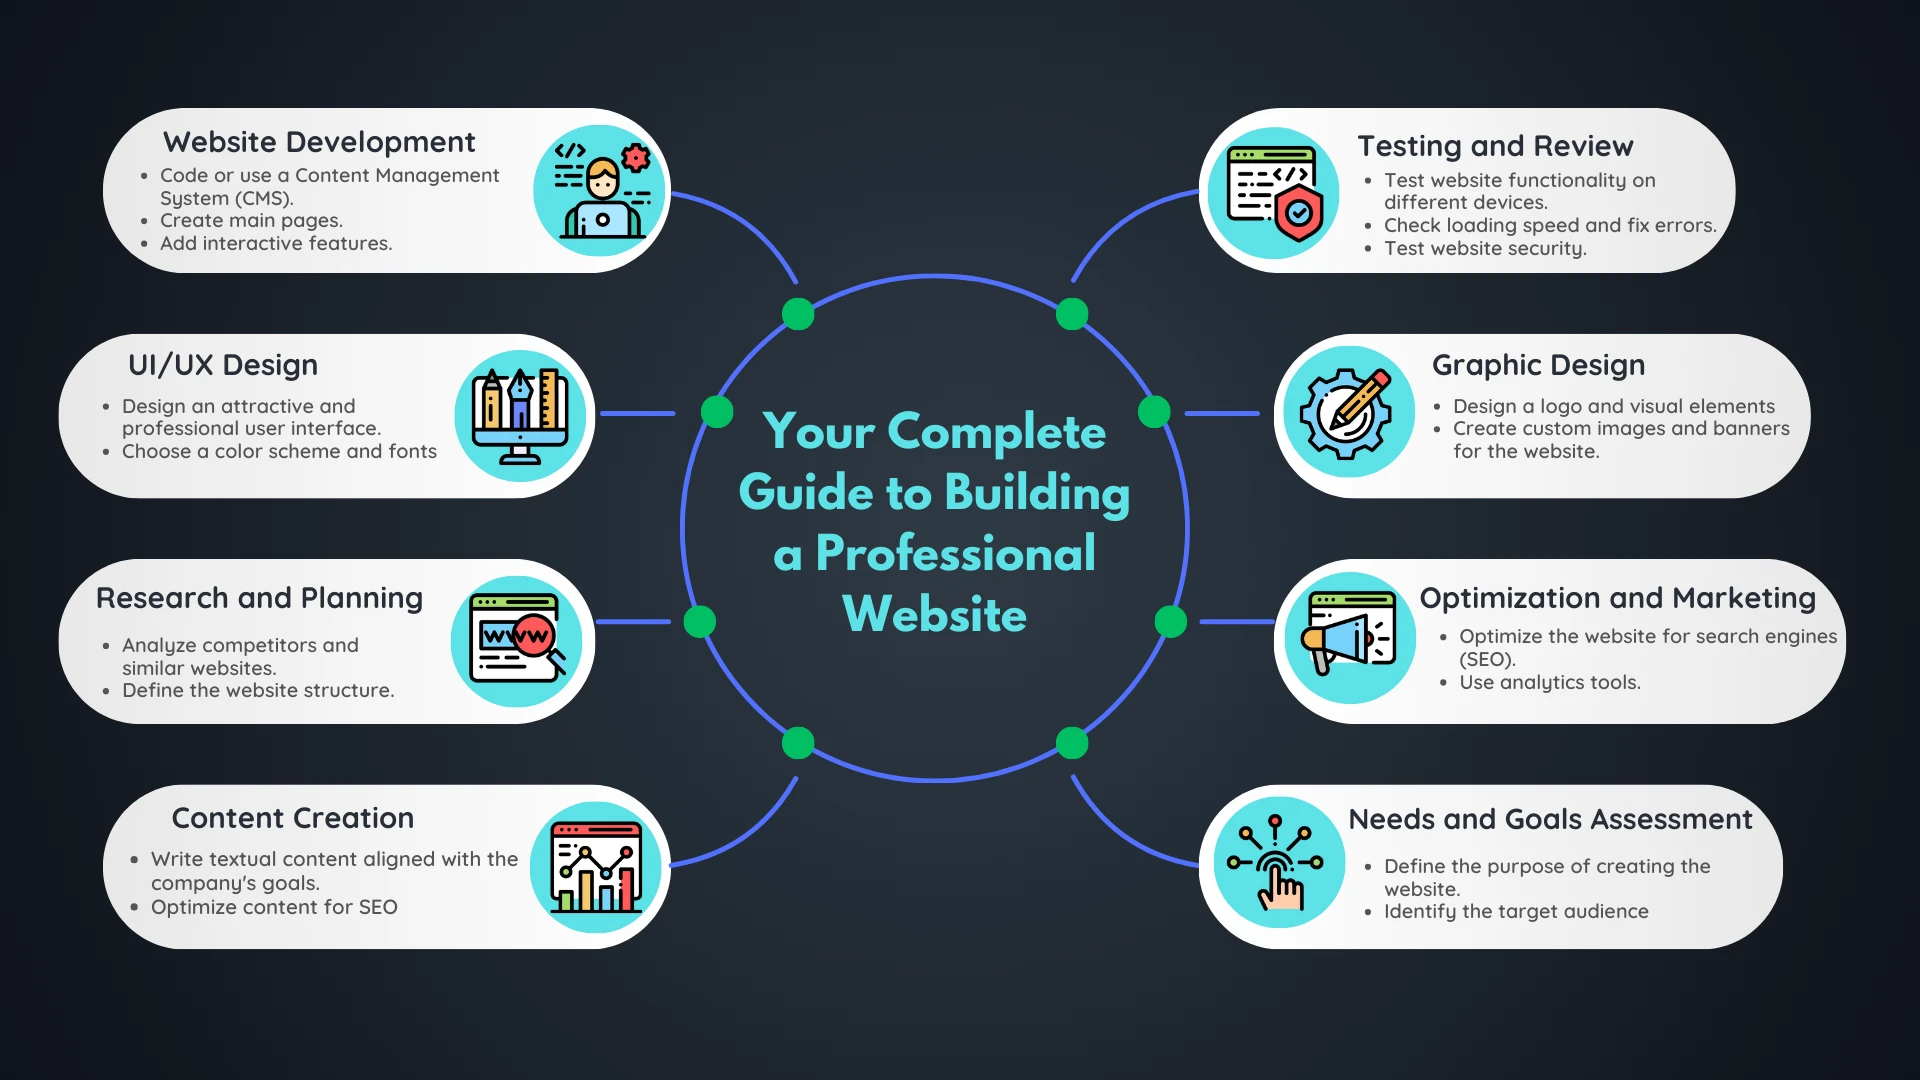 Website Development
• Code or use a Content Management
System (CMS).
• Create main pages.
• Add interactive features.
UI/UX Design
• Design an attractive and
professional user interface.
• Choose a color scheme and fonts
Research and Planning
• Analyze competitors and
similar websites.
• Define the website structure.
WWW
Content Creation
• Write textual content aligned with the
company's goals.
• Optimize content for SEO
Your Complete
Guide to Building
a Professional
Website
Testing and Review
• Test website functionality on
different devices.
• Check loading speed and fix errors.
• Test website security.
Graphic Design
• Design a logo and visual elements
• Create custom images and banners
for the website.
Optimization and Marketing
• Optimize the website for search engines
(SEO).
• Use analytics tools.
Needs and Goals Assessment
• Define the purpose of creating the
website.
• Identify the target audience